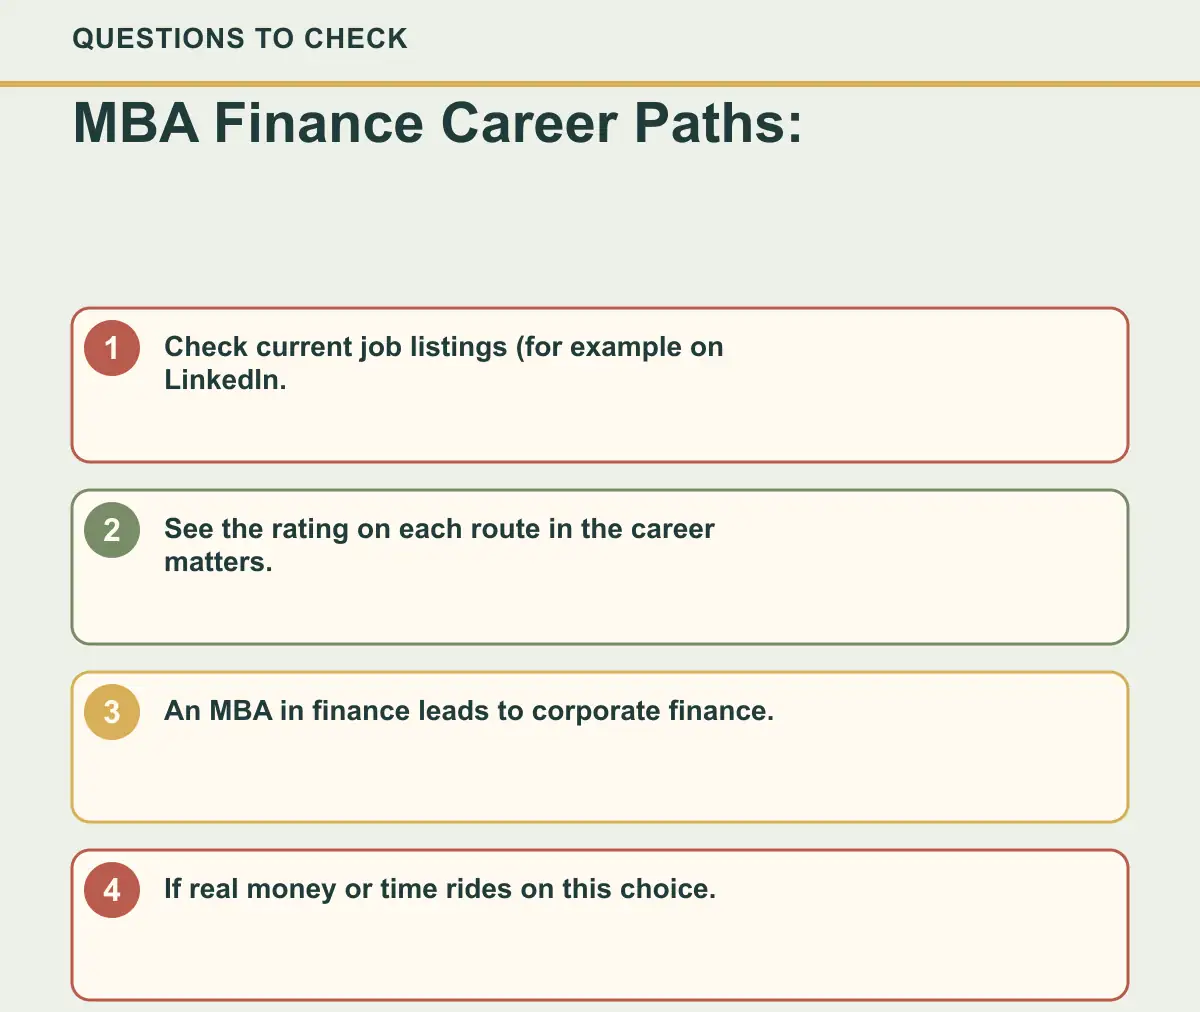 QUESTIONS TO CHECK
MBA Finance Career Paths:
1
Check current job listings (for example on
LinkedIn.
2
See the rating on each route in the career
matters.
3
An MBA in finance leads to corporate finance.
4
If real money or time rides on this choice.